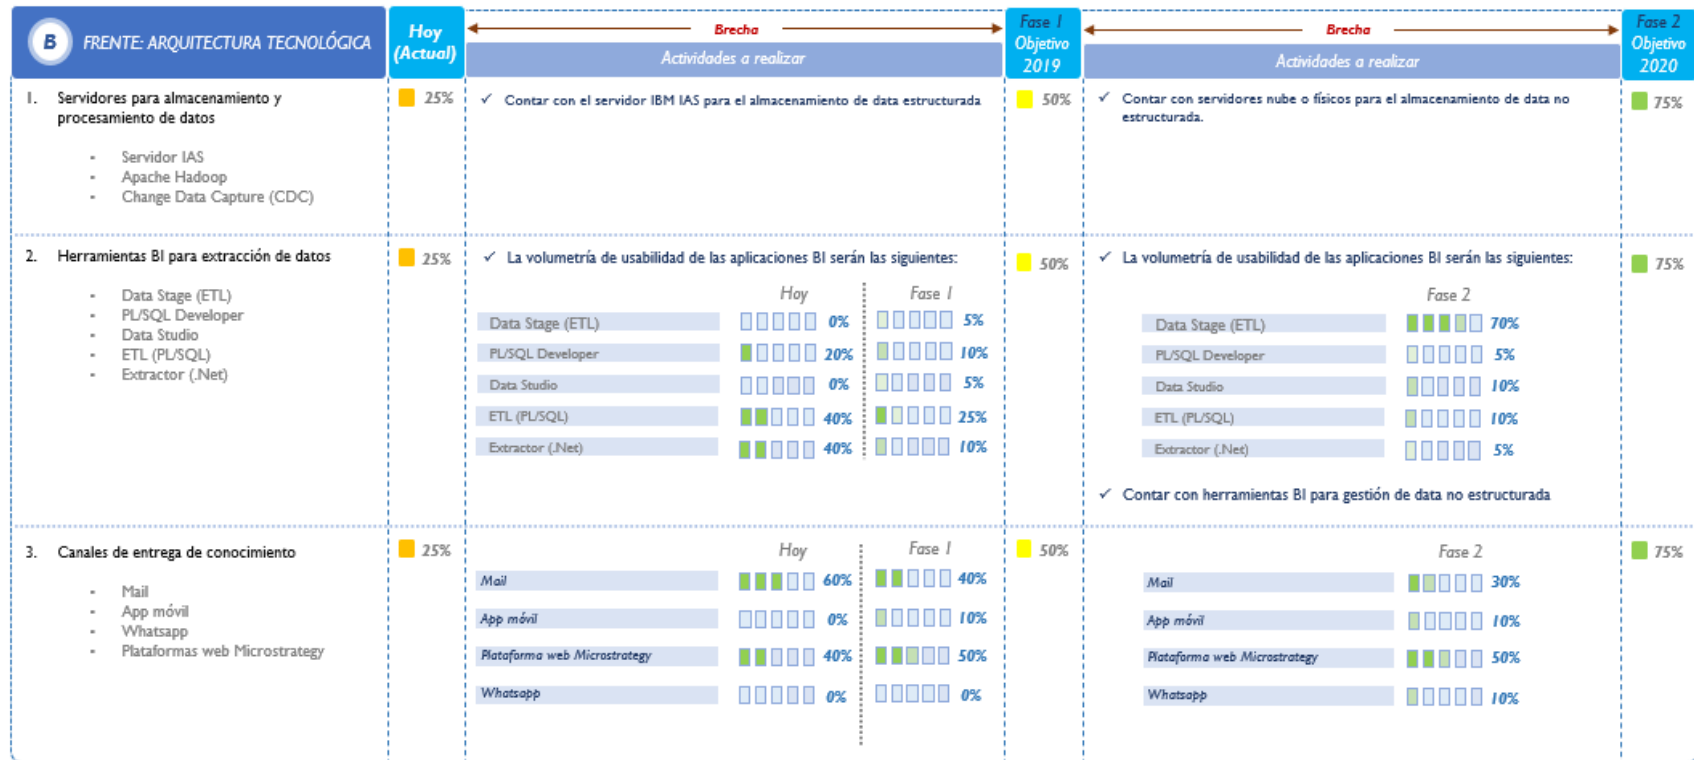 B FRENTE: ARQUITECTURA TECNOLÓGICA
Hoy
(Actual)
Brecha
Actividades a realizar
Fase 1
Objetivo
2019
Brecha
Actividades a realizar
Fase 2
Objetivo
2020
1. Servidores para almacenamiento y
procesamiento de datos
- Servidor IAS
- Apache Hadoop
- Change Data Capture (CDC)
25%
✓ Contar con el servidor IBM IAS para el almacenamiento de data estructurada
50%
✓ Contar con servidores nube o físicos para el almacenamiento de data no
estructurada.
75%
2. Herramientas BI para extracción de datos
- Data Stage (ETL)
- PL/SQL Developer
- Data Studio
- ETL (PL/SQL)
- Extractor (.Net)
25%
✓ La volumetría de usabilidad de las aplicaciones BI serán las siguientes:
Hoy Fase 1
Data Stage (ETL) 0% 5%
PL/SQL Developer 20% 10%
Data Studio 0% 5%
ETL (PL/SQL) 40% 25%
Extractor (.Net) 40% 10%
50%
✓ La volumetría de usabilidad de las aplicaciones BI serán las siguientes:
Fase 2
Data Stage (ETL) 70%
PL/SQL Developer 5%
Data Studio 10%
ETL (PL/SQL) 10%
Extractor (.Net) 5%
✓ Contar con herramientas BI para gestión de data no estructurada
75%
3. Canales de entrega de conocimiento
- Mail
- App móvil
- Whatsapp
- Plataformas web Microstrategy
25%
Hoy Fase 1
Mail 60% 40%
App móvil 0% 10%
Plataforma web Microstrategy 40% 50%
Whatsapp 0% 0%
50%
Fase 2
Mail 30%
App móvil 10%
Plataforma web Microstrategy 50%
Whatsapp 10%
75%